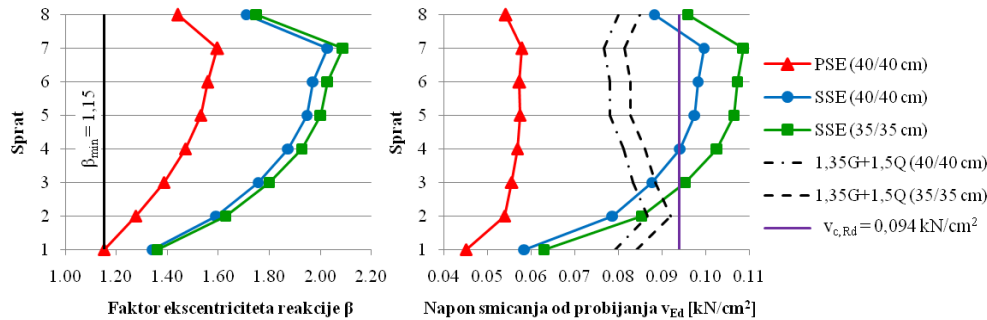 8
7
6
5
4
3
2
1
Sprat
β_min = 1,15
1.00 1.20 1.40 1.60 1.80 2.00 2.20
Faktor ekscentriciteta reakcije β
8
7
6
5
4
3
2
1
Sprat
0.04 0.05 0.06 0.07 0.08 0.09 0.10 0.11
Napon smicanja od probijanja v_Ed [kN/cm²]
PSE (40/40 cm)
SSE (40/40 cm)
SSE (35/35 cm)
1,35G+1,5Q (40/40 cm)
1,35G+1,5Q (35/35 cm)
v_c,Rd = 0,094 kN/cm²